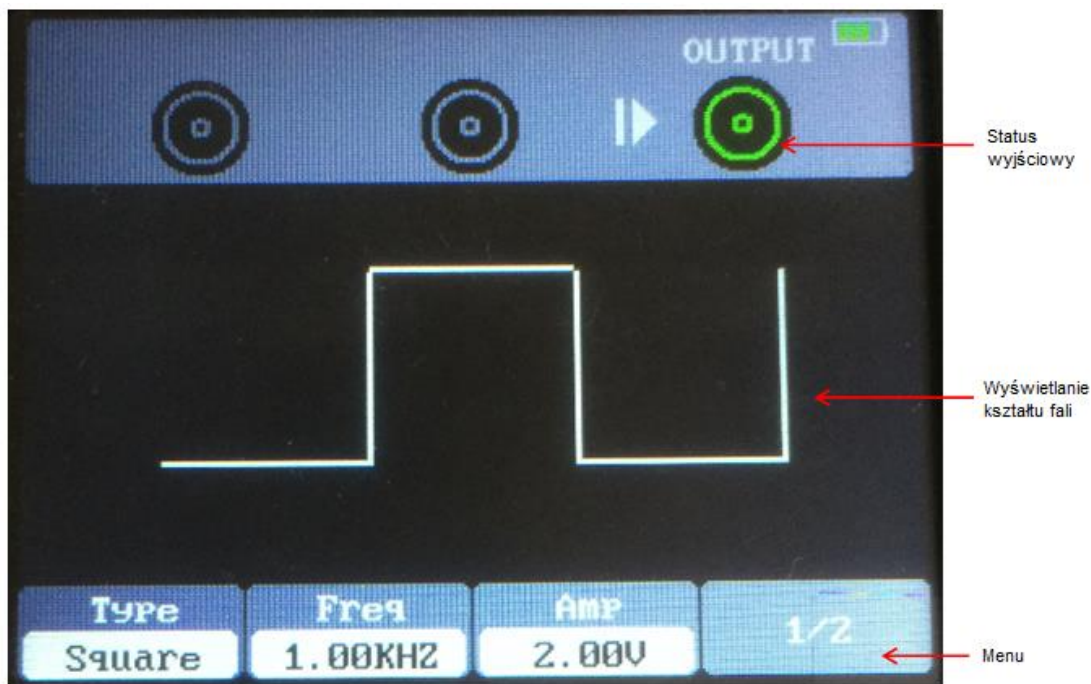 OUTPUT
Status
wyjściowy
Wyświetlanie
kształtu fali
Type
Freq
Amp
1/2
Square
1.00KHZ
2.00V
Menu